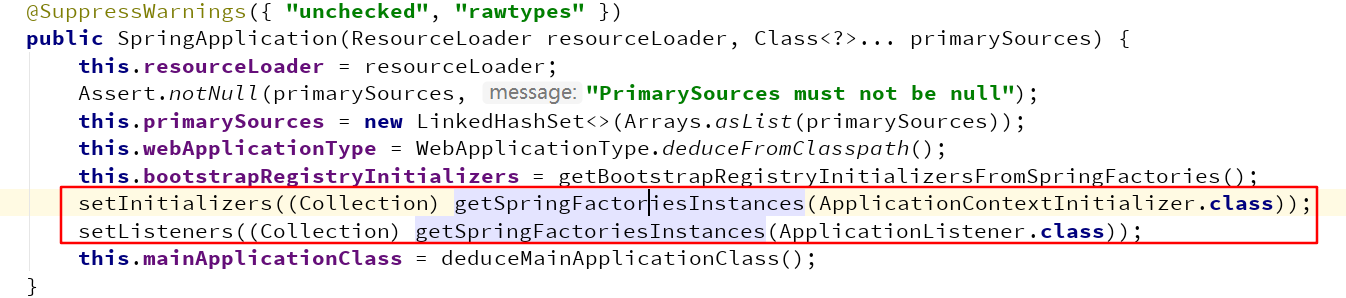 @SuppressWarnings({ "unchecked", "rawtypes" })
public SpringApplication(ResourceLoader resourceLoader, Class<?>... primarySources) {
this.resourceLoader = resourceLoader;
Assert.notNull(primarySources, message: "PrimarySources must not be null");
this.primarySources = new LinkedHashSet<>(Arrays.asList(primarySources));
this.webApplicationType = WebApplicationType.deduceFromClasspath();
this.bootstrapRegistryInitializers = getBootstrapRegistryInitializersFromSpringFactories();
setInitializers((Collection) getSpringFactoriesInstances(ApplicationContextInitializer.class));
setListeners((Collection) getSpringFactoriesInstances(ApplicationListener.class));
this.mainApplicationClass = deduceMainApplicationClass();
}